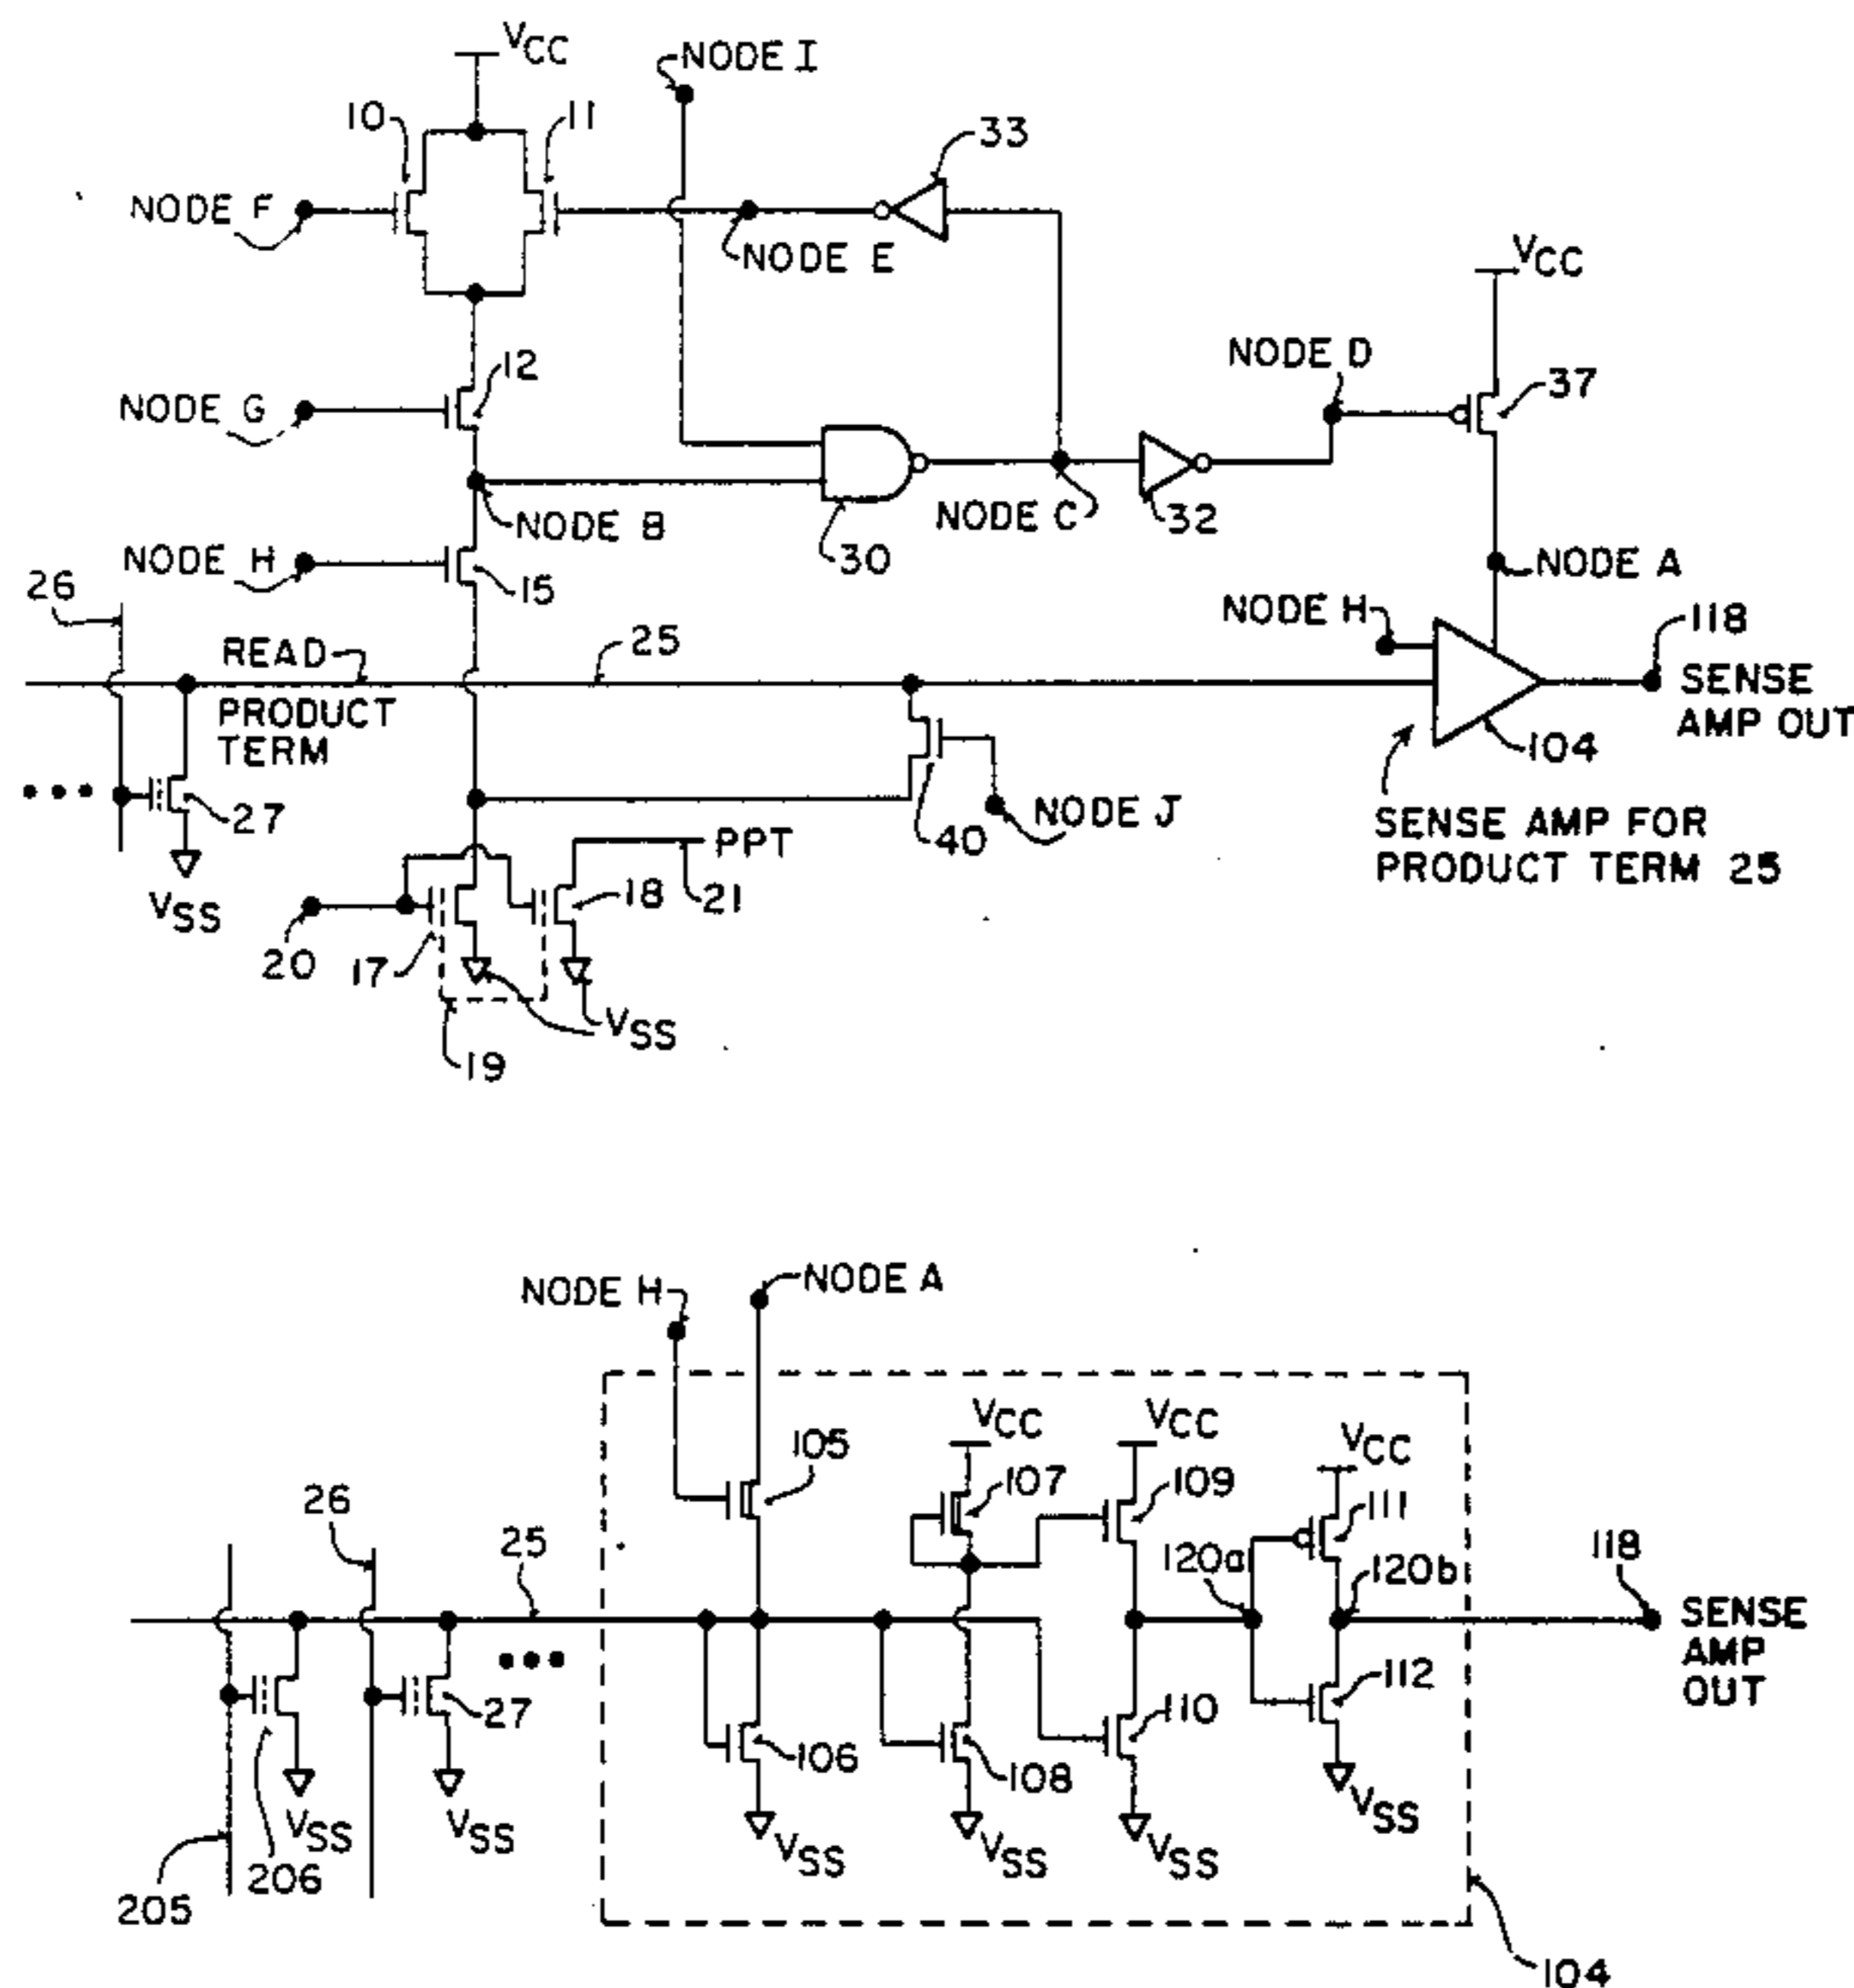 VCC
NODE I
10
11
33
NODE F
NODE E
VCC
12
NODE D
37
NODE G
NODE C
32
NODE B
30
NODE H
15
NODE A
26
NODE H
118
READ
25
SENSE
AMP OUT
PRODUCT
TERM
104
27
NODE J
40
SENSE AMP FOR
PRODUCT TERM 25
PPT
VSS
18
21
20
17
VSS
19
NODE H
NODE A
VCC
VCC
VCC
105
107
109
111
26
25
120a
120b
118
SENSE
AMP
OUT
27
112
110
106
108
VSS
VSS
VSS
VSS
VSS
VSS
206
205
104